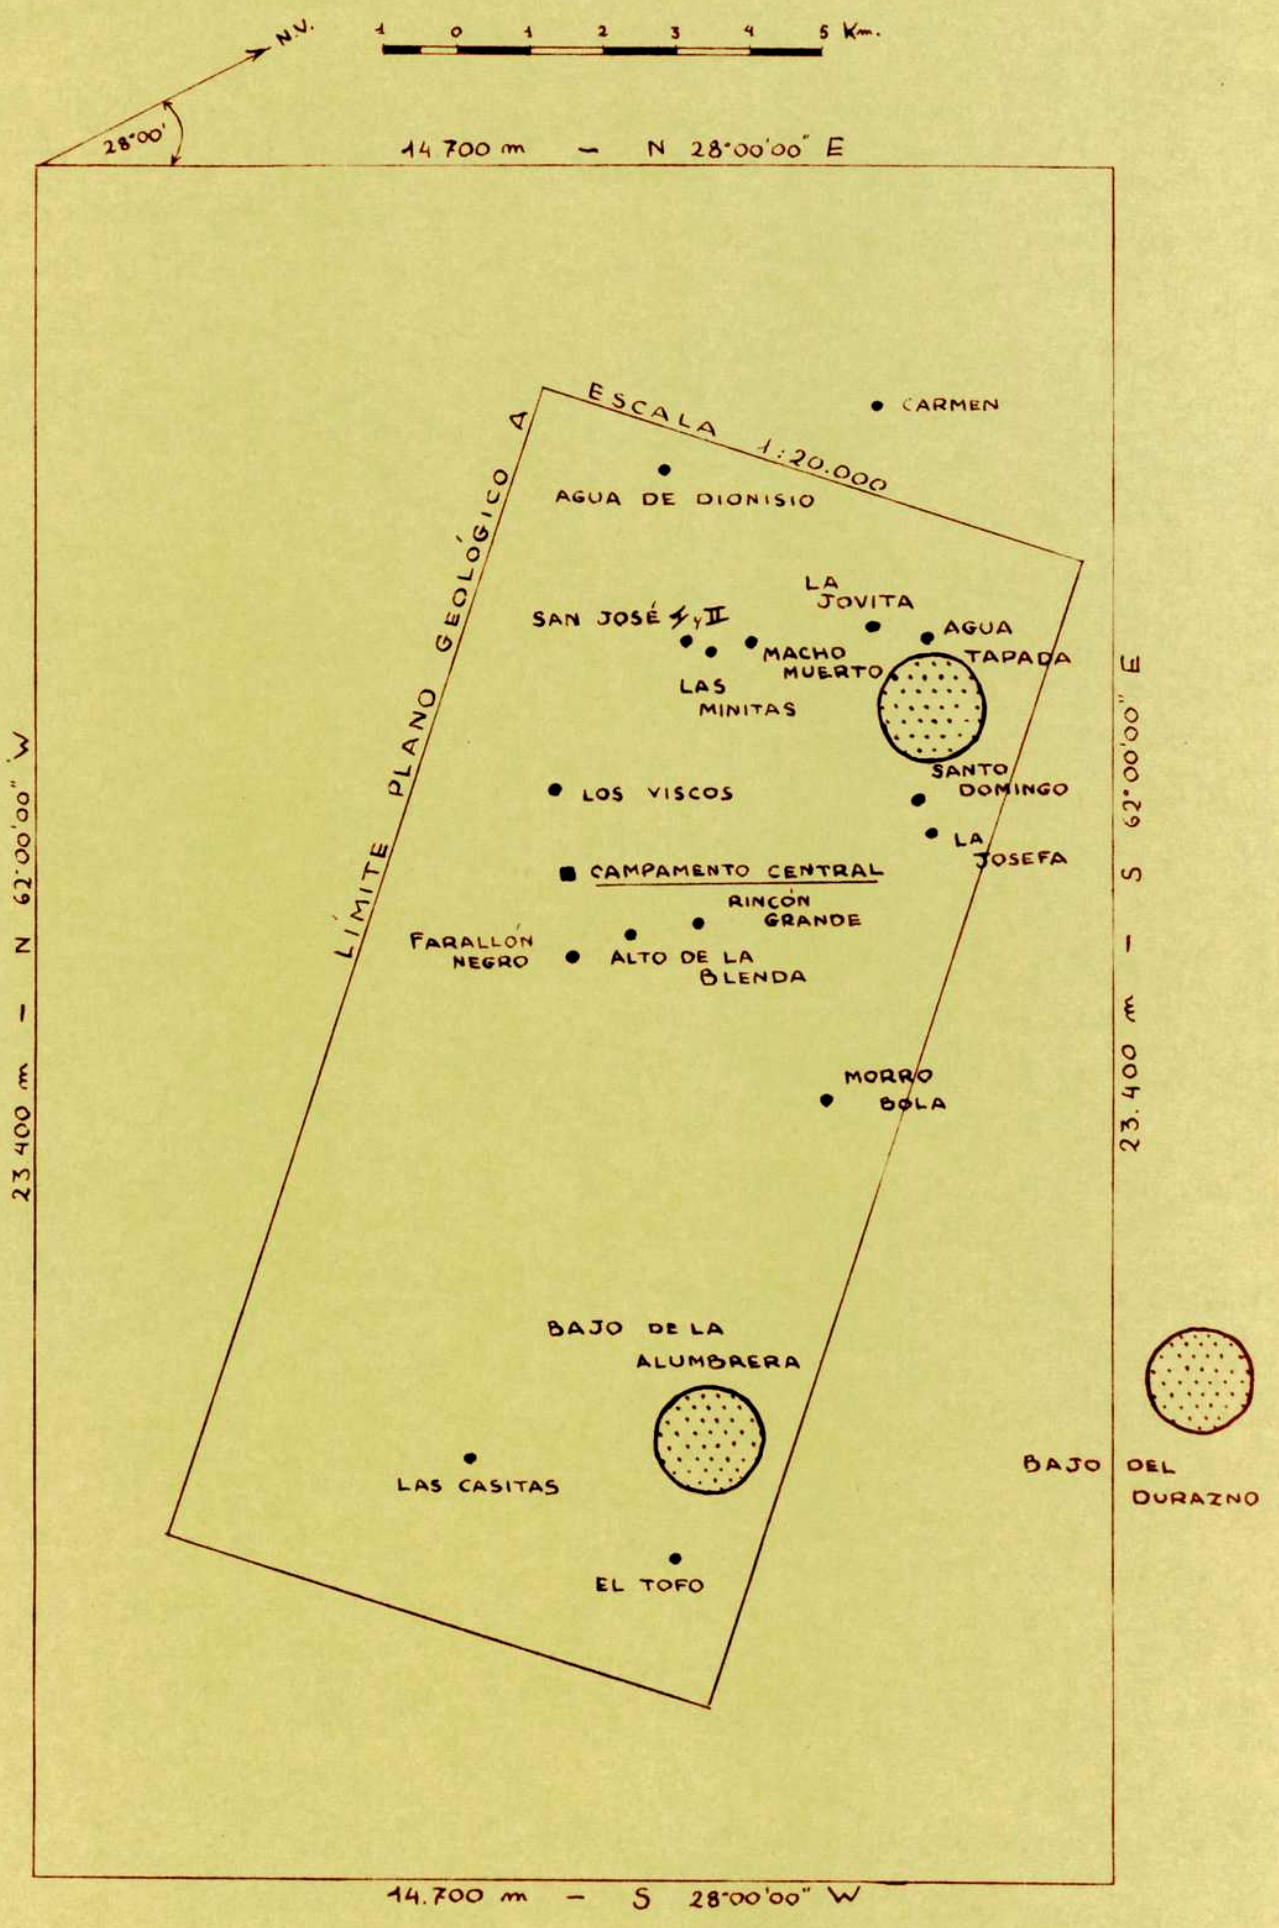 N.V.
1 0 1 2 3 4 5 Km.
28°00'
14 700 m — N 28°00'00" E
CARMEN
LÍMITE PLANO GEOLÓGICO A
ESCALA 1:20.000
AGUA DE DIONISIO
LA
JOVITA
SAN JOSÉ I y II
AGUA
TAPADA
MACHO
MUERTO
LAS
MINITAS
SANTO
DOMINGO
LOS VISCOS
LA
JOSEFA
CAMPAMENTO CENTRAL
RINCÓN
GRANDE
FARALLÓN
NEGRO
ALTO DE LA
BLENDA
MORRO
BOLA
BAJO DE LA
ALUMBRERA
LAS CASITAS
BAJO DEL
DURAZNO
EL TOFO
23 400 m — N 62°00'00" W
23.400 m — S 62°00'00" E
14.700 m — S 28°00'00" W